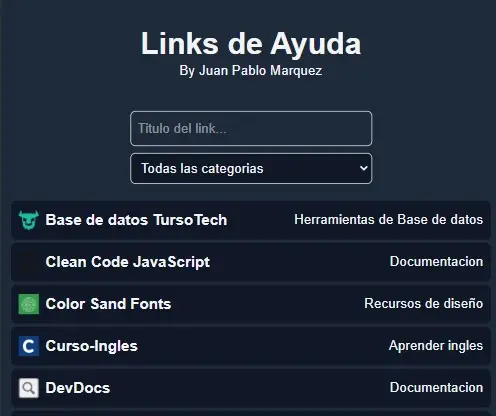 Links de Ayuda
By Juan Pablo Marquez
Titulo del link...
Todas las categorias
Base de datos TursoTech Herramientas de Base de datos
Clean Code JavaScript Documentacion
Color Sand Fonts Recursos de diseño
C Curso-Ingles Aprender ingles
DevDocs Documentacion